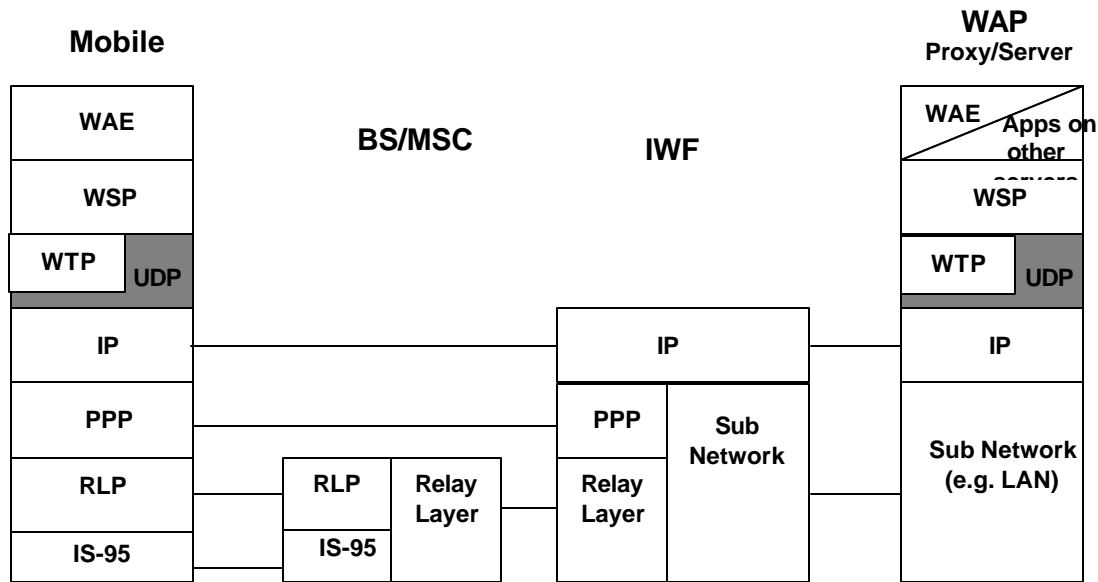 Mobile
WAP
Proxy/Server
BS/MSC
IWF
WAE
WSP
WTP
UDP
IP
PPP
RLP
IS-95
RLP
IS-95
Relay
Layer
IP
PPP
Relay
Layer
Sub
Network
WAE
Apps on
other
servers
WSP
WTP
UDP
IP
Sub Network
(e.g. LAN)